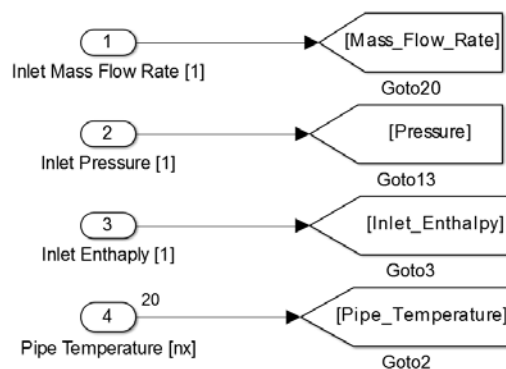 1
[Mass_Flow_Rate]
Inlet Mass Flow Rate [1]
Goto20
2
[Pressure]
Inlet Pressure [1]
Goto13
3
[Inlet_Enthalpy]
Inlet Enthaply [1]
Goto3
20
4
[Pipe_Temperature]
Pipe Temperature [nx]
Goto2